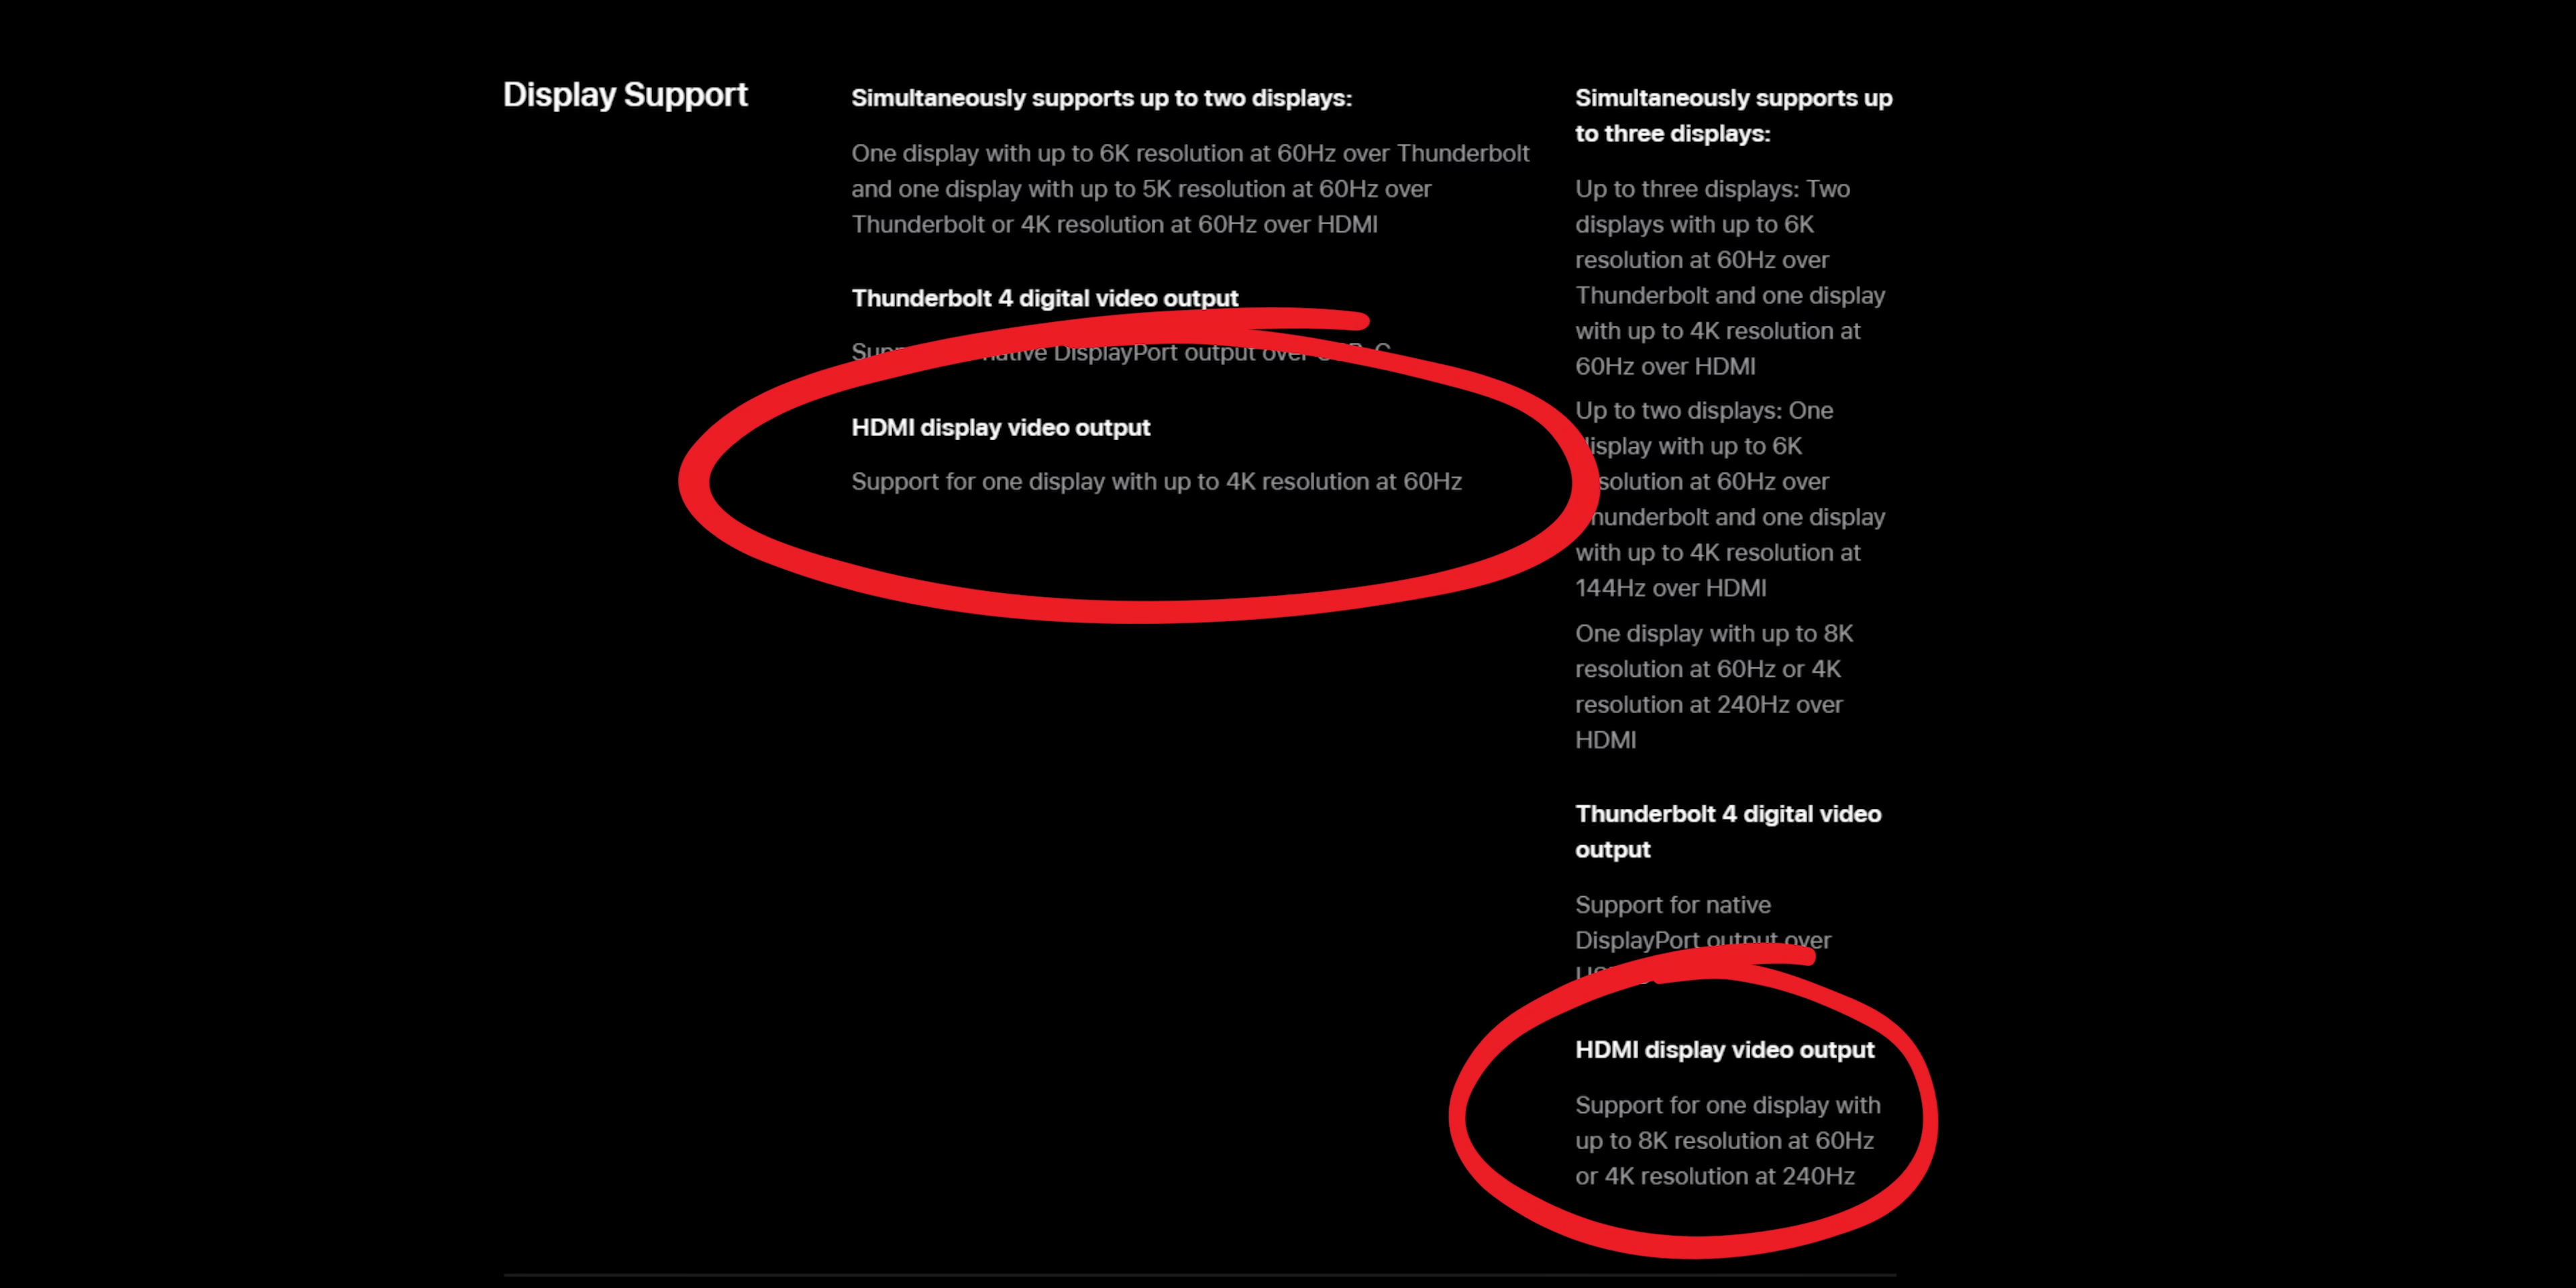 Display Support
Simultaneously supports up to two displays:
One display with up to 6K resolution at 60Hz over Thunderbolt
and one display with up to 5K resolution at 60Hz over
Thunderbolt or 4K resolution at 60Hz over HDMI
Thunderbolt 4 digital video output
native DisplayPort output over
HDMI display video output
Support for one display with up to 4K resolution at 60Hz
Simultaneously supports up
to three displays:
Up to three displays: Two
displays with up to 6K
resolution at 60Hz over
Thunderbolt and one display
with up to 4K resolution at
60Hz over HDMI
Up to two displays: One
display with up to 6K
resolution at 60Hz over
Thunderbolt and one display
with up to 4K resolution at
144Hz over HDMI
One display with up to 8K
resolution at 60Hz or 4K
resolution at 240Hz over
HDMI
Thunderbolt 4 digital video
output
Support for native
DisplayPort output over
HDMI display video output
Support for one display with
up to 8K resolution at 60Hz
or 4K resolution at 240Hz